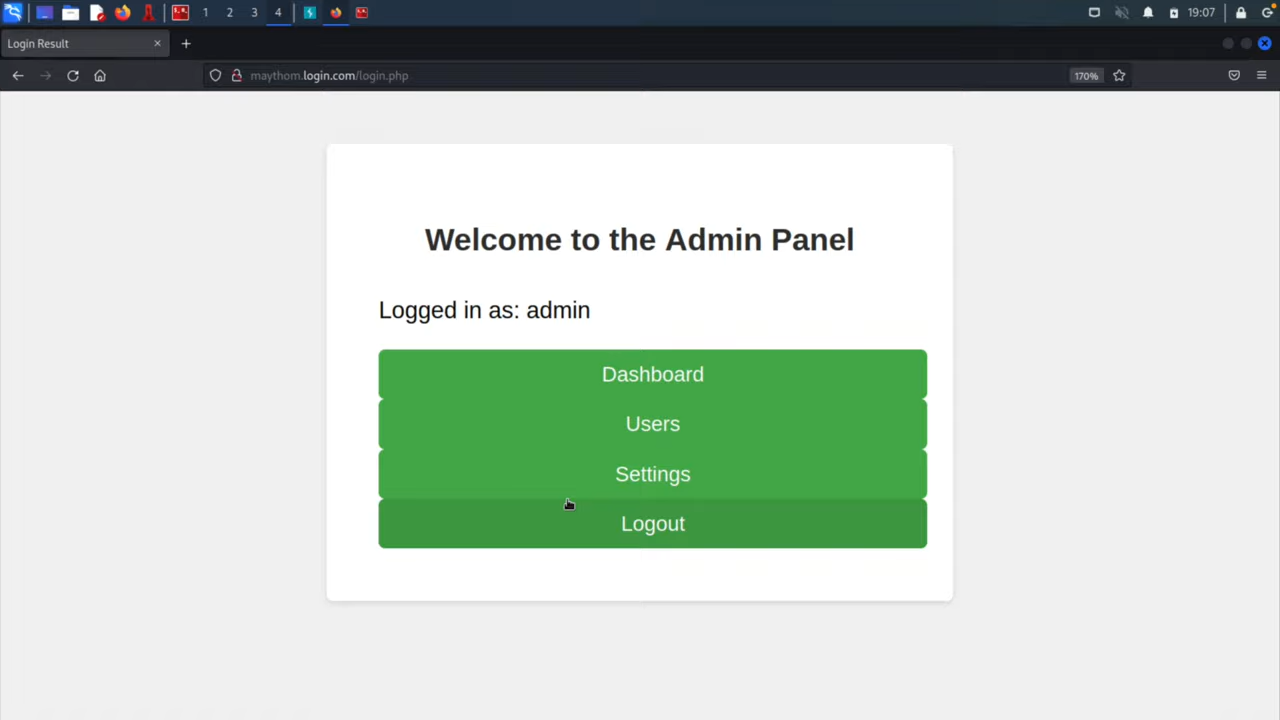 1 2 3 4 19:07
Login Result
maythom.login.com/login.php 170%
Welcome to the Admin Panel
Logged in as: admin
Dashboard
Users
Settings
Logout